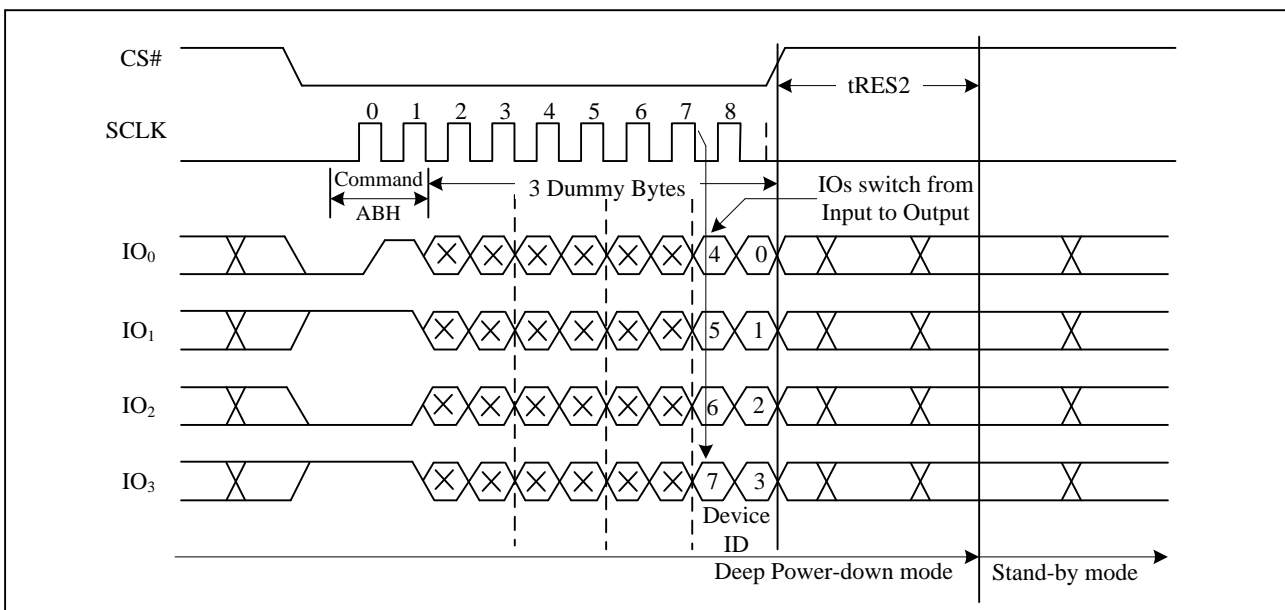 CS#
tRES2
0 1 2 3 4 5 6 7 8
SCLK
Command
ABH
3 Dummy Bytes
IOs switch from
Input to Output
IO0
4 0
IO1
5 1
IO2
6 2
IO3
7 3
Device
ID
Deep Power-down mode
Stand-by mode